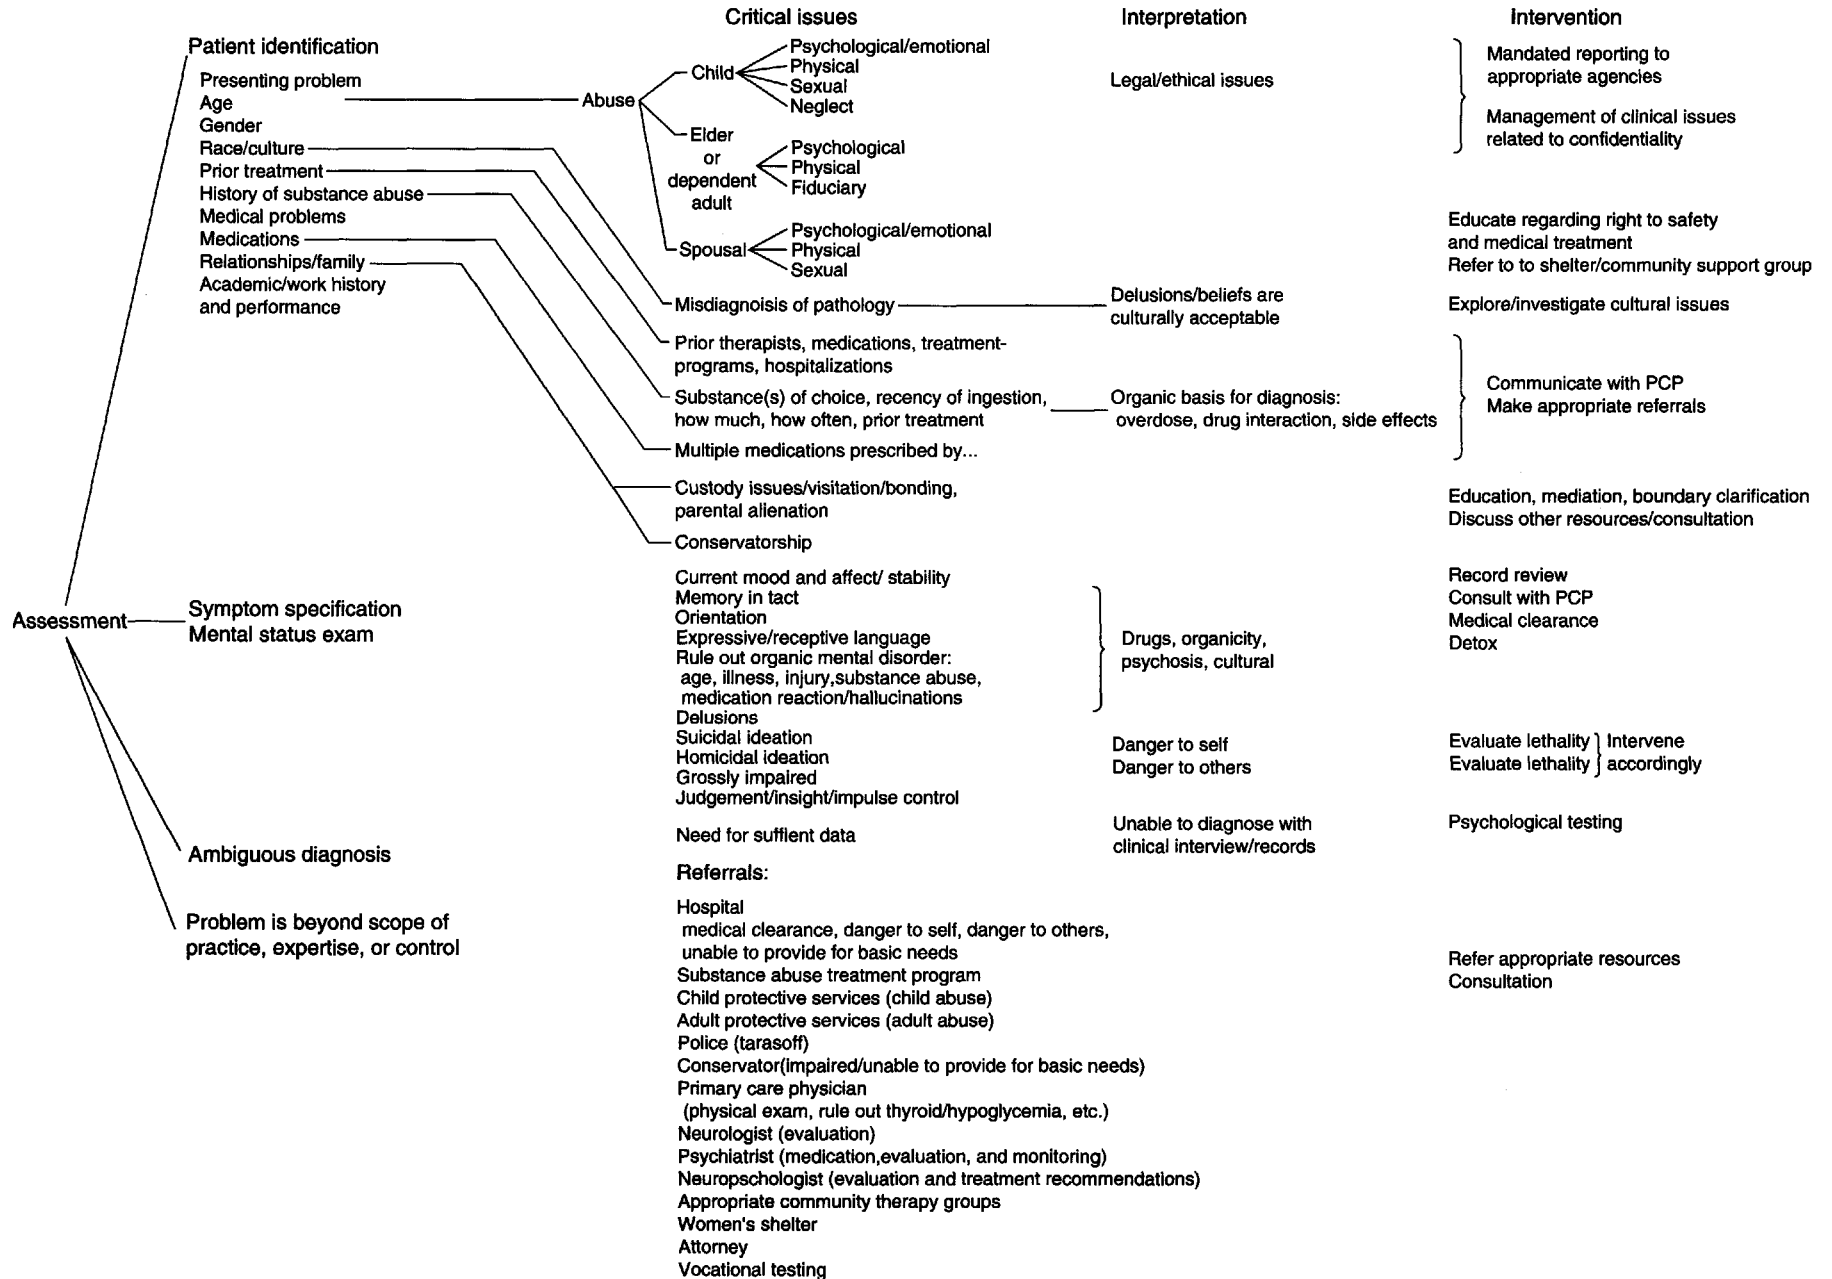 Critical issues
Interpretation
Intervention
Patient identification
Presenting problem
Age
Gender
Race/culture
Prior treatment
History of substance abuse
Medical problems
Medications
Relationships/family
Academic/work history
and performance
Abuse
Child
Psychological/emotional
Physical
Sexual
Neglect
Elder
or
dependent
adult
Psychological
Physical
Fiduciary
Spousal
Psychological/emotional
Physical
Sexual
Legal/ethical issues
Mandated reporting to
appropriate agencies
Management of clinical issues
related to confidentiality
Educate regarding right to safety
and medical treatment
Refer to to shelter/community support group
Misdiagnoisis of pathology
Delusions/beliefs are
culturally acceptable
Explore/investigate cultural issues
Prior therapists, medications, treatment-
programs, hospitalizations
Substance(s) of choice, recency of ingestion,
how much, how often, prior treatment
Organic basis for diagnosis:
overdose, drug interaction, side effects
Communicate with PCP
Make appropriate referrals
Multiple medications prescribed by...
Custody issues/visitation/bonding,
parental alienation
Education, mediation, boundary clarification
Discuss other resources/consultation
Conservatorship
Assessment
Symptom specification
Mental status exam
Current mood and affect/ stability
Memory in tact
Orientation
Expressive/receptive language
Rule out organic mental disorder:
age, illness, injury,substance abuse,
medication reaction/hallucinations
Delusions
Suicidal ideation
Homicidal ideation
Grossly impaired
Judgement/insight/impulse control
Drugs, organicity,
psychosis, cultural
Record review
Consult with PCP
Medical clearance
Detox
Danger to self
Danger to others
Evaluate lethality
Evaluate lethality
Intervene
accordingly
Ambiguous diagnosis
Need for suffient data
Unable to diagnose with
clinical interview/records
Psychological testing
Problem is beyond scope of
practice, expertise, or control
Referrals:
Hospital
medical clearance, danger to self, danger to others,
unable to provide for basic needs
Substance abuse treatment program
Child protective services (child abuse)
Adult protective services (adult abuse)
Police (tarasoff)
Conservator(impaired/unable to provide for basic needs)
Primary care physician
(physical exam, rule out thyroid/hypoglycemia, etc.)
Neurologist (evaluation)
Psychiatrist (medication,evaluation, and monitoring)
Neuropschologist (evaluation and treatment recommendations)
Appropriate community therapy groups
Women's shelter
Attorney
Vocational testing
Refer appropriate resources
Consultation